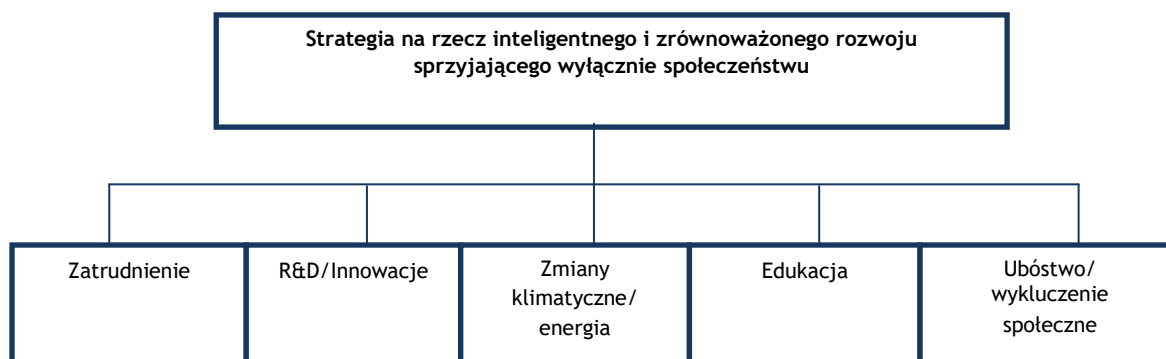 Strategia na rzecz inteligentnego i zrównoważonego rozwoju
sprzyjającego wyłącznie społeczeństwu
Zatrudnienie
R&D/Innowacje
Zmiany
klimatyczne/
energia
Edukacja
Ubóstwo/
wykluczenie
społeczne